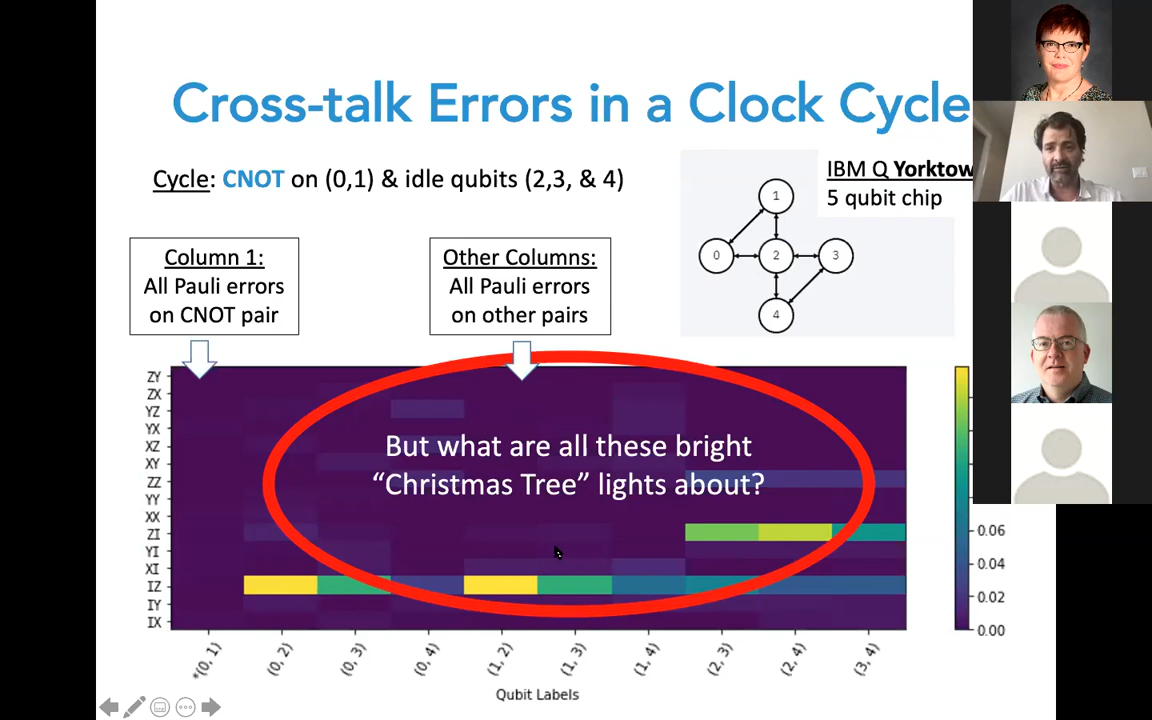 Cross-talk Errors in a Clock Cycle
Cycle: CNOT on (0,1) & idle qubits (2,3, & 4)
IBM Q Yorktow
5 qubit chip
1
0
2
3
4
Column 1:
All Pauli errors
on CNOT pair
Other Columns:
All Pauli errors
on other pairs
But what are all these bright
“Christmas Tree” lights about?
ZY
ZX
YZ
YX
XZ
XY
ZZ
YY
XX
ZI
YI
XI
IZ
IY
IX
0.06
0.04
0.02
0.00
*(0, 1)
(0, 2)
(0, 3)
(0, 4)
(1, 2)
(1, 3)
(1, 4)
(2, 3)
(2, 4)
(3, 4)
Qubit Labels